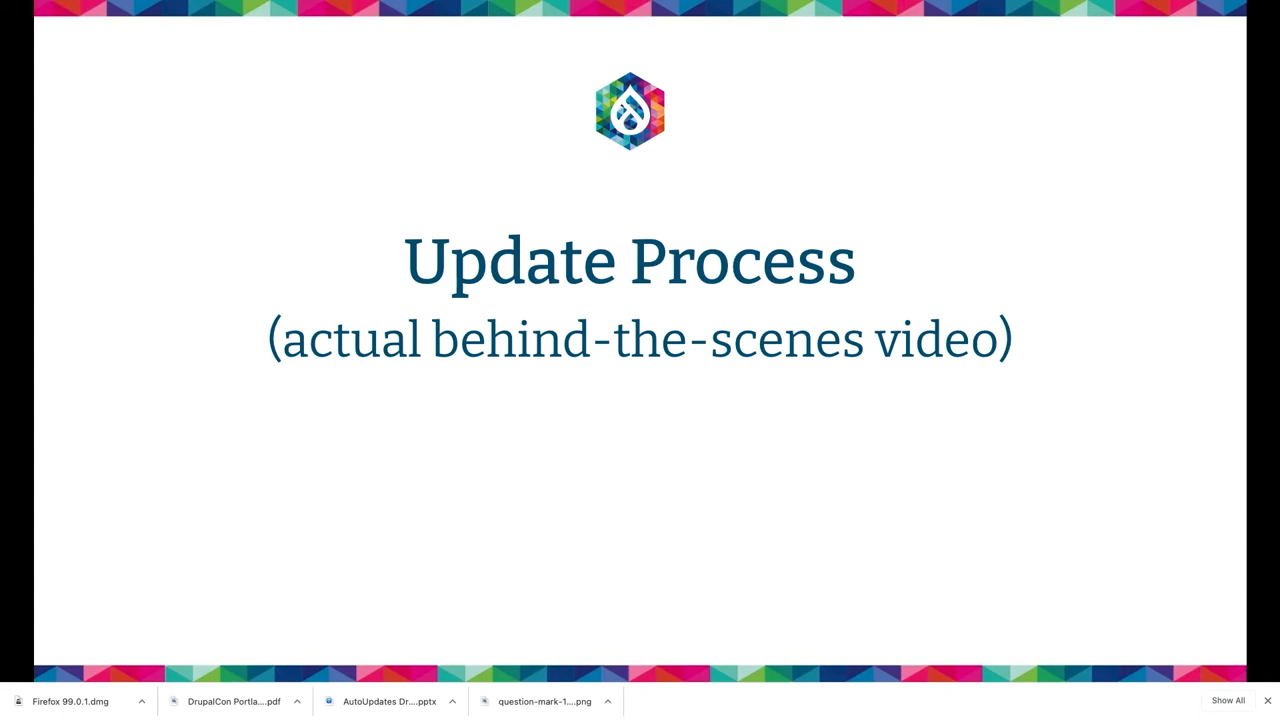 Update Process
(actual behind-the-scenes video)
Firefox 99.0.1.dmg
DrupalCon Portla....pdf
AutoUpdates Dr....pptx
question-mark-1....png
Show All